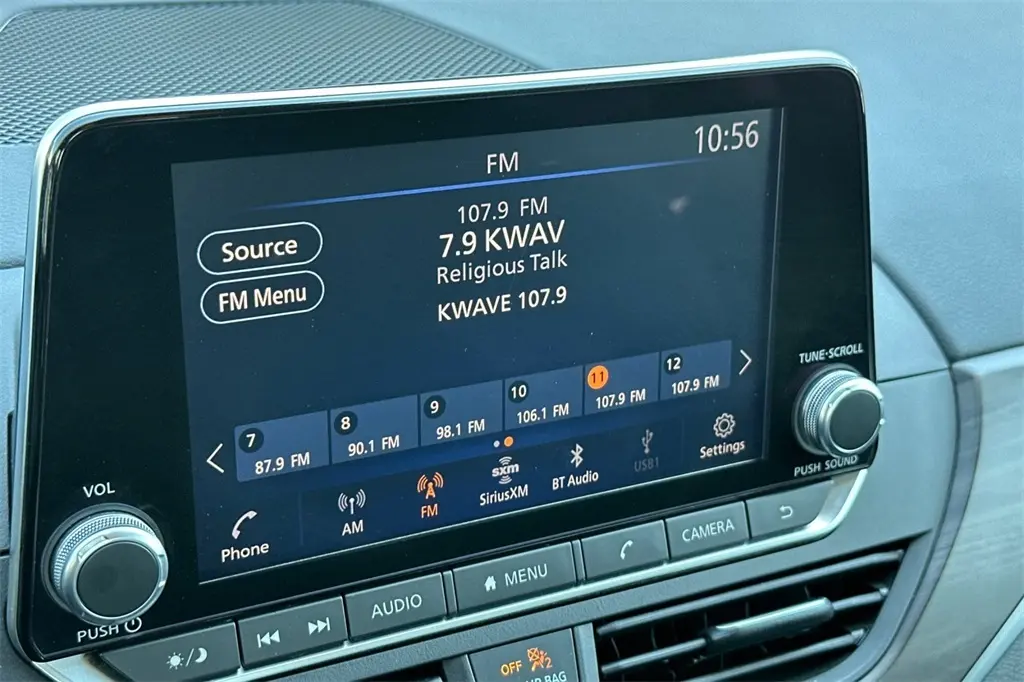 FM
10:56
107.9 FM
7.9 KWAV
Religious Talk
KWAVE 107.9
Source
FM Menu
7
87.9 FM
8
90.1 FM
9
98.1 FM
10
106.1 FM
11
107.9 FM
12
107.9 FM
Phone
AM
FM
sxm
SiriusXM
BT Audio
USB1
Settings
VOL
PUSH
TUNE·SCROLL
PUSH SOUND
AUDIO
MENU
CAMERA
OFF
2
BAG